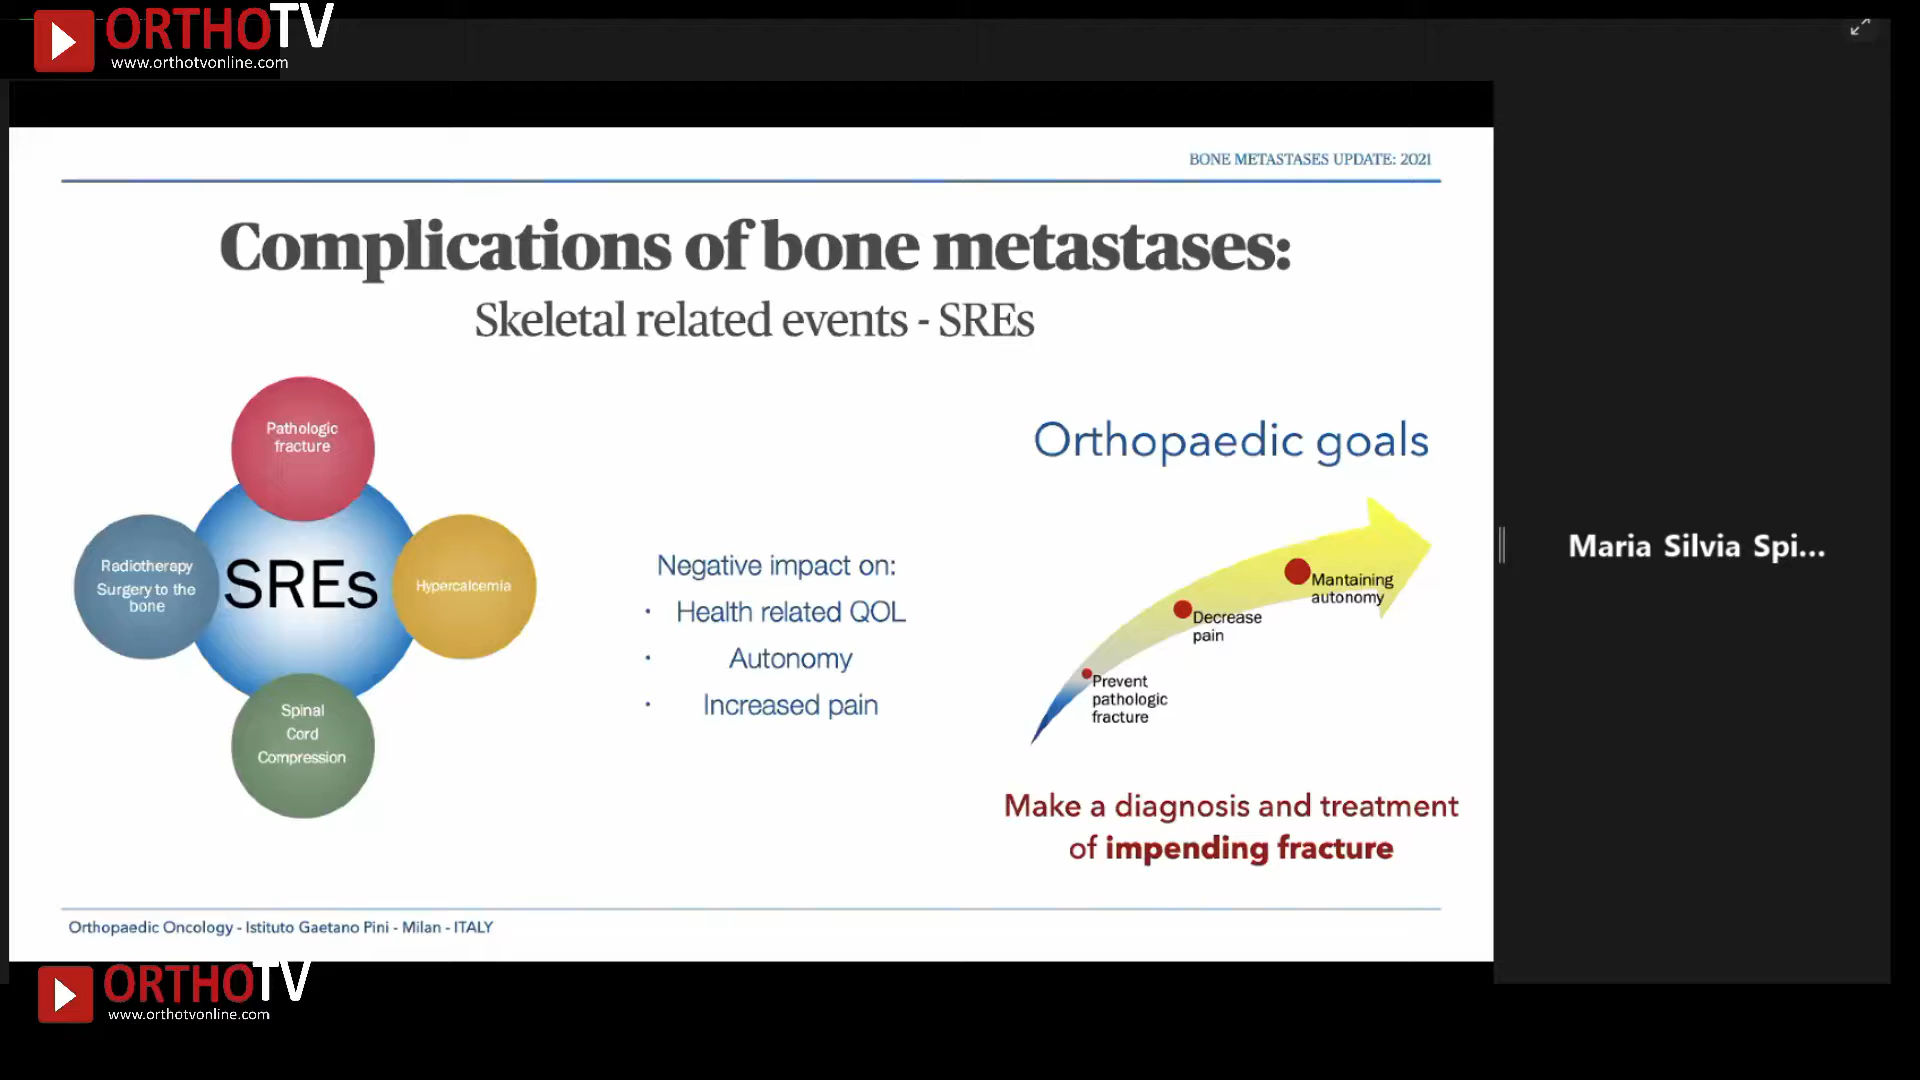 ORTHOTV
www.orthotvonline.com
BONE METASTASES UPDATE: 2021
Complications of bone metastases:
Skeletal related events - SREs
Pathologic
fracture
Radiotherapy
Surgery to the
bone
SREs
Hypercalcemia
Spinal
Cord
Compression
Negative impact on:
· Health related QOL
· Autonomy
· Increased pain
Orthopaedic goals
Mantaining
autonomy
Decrease
pain
Prevent
pathologic
fracture
Make a diagnosis and treatment
of impending fracture
Maria Silvia Spi...
Orthopaedic Oncology - Istituto Gaetano Pini - Milan - ITALY
ORTHOTV
www.orthotvonline.com